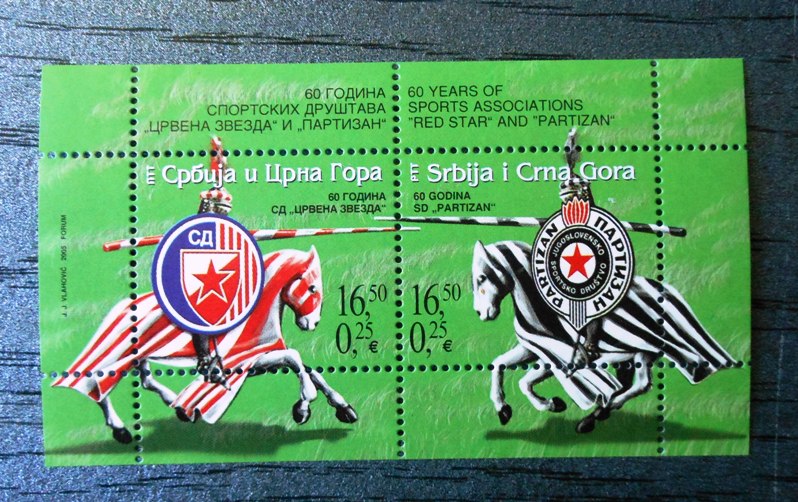 60 ГОДИНА
СПОРТСКИХ ДРУШТАВА
„ЦРВЕНА ЗВЕЗДА“ И „ПАРТИЗАН“
60 YEARS OF
SPORTS ASSOCIATIONS
"RED STAR" AND "PARTIZAN"
ПТТ Србија и Црна Гора
60 ГОДИНА
СД „ЦРВЕНА ЗВЕЗДА“
PTT Srbija i Crna Gora
60 GODINA
SD „PARTIZAN“
СД
PARTIZAN ПАРТИЗАН
JUGOSLOVENSKO SPORTSKO DRUŠTVO
16,50
0,25 €
16,50
0,25 €
J. J. VLAHOVIĆ 2005 FORUM